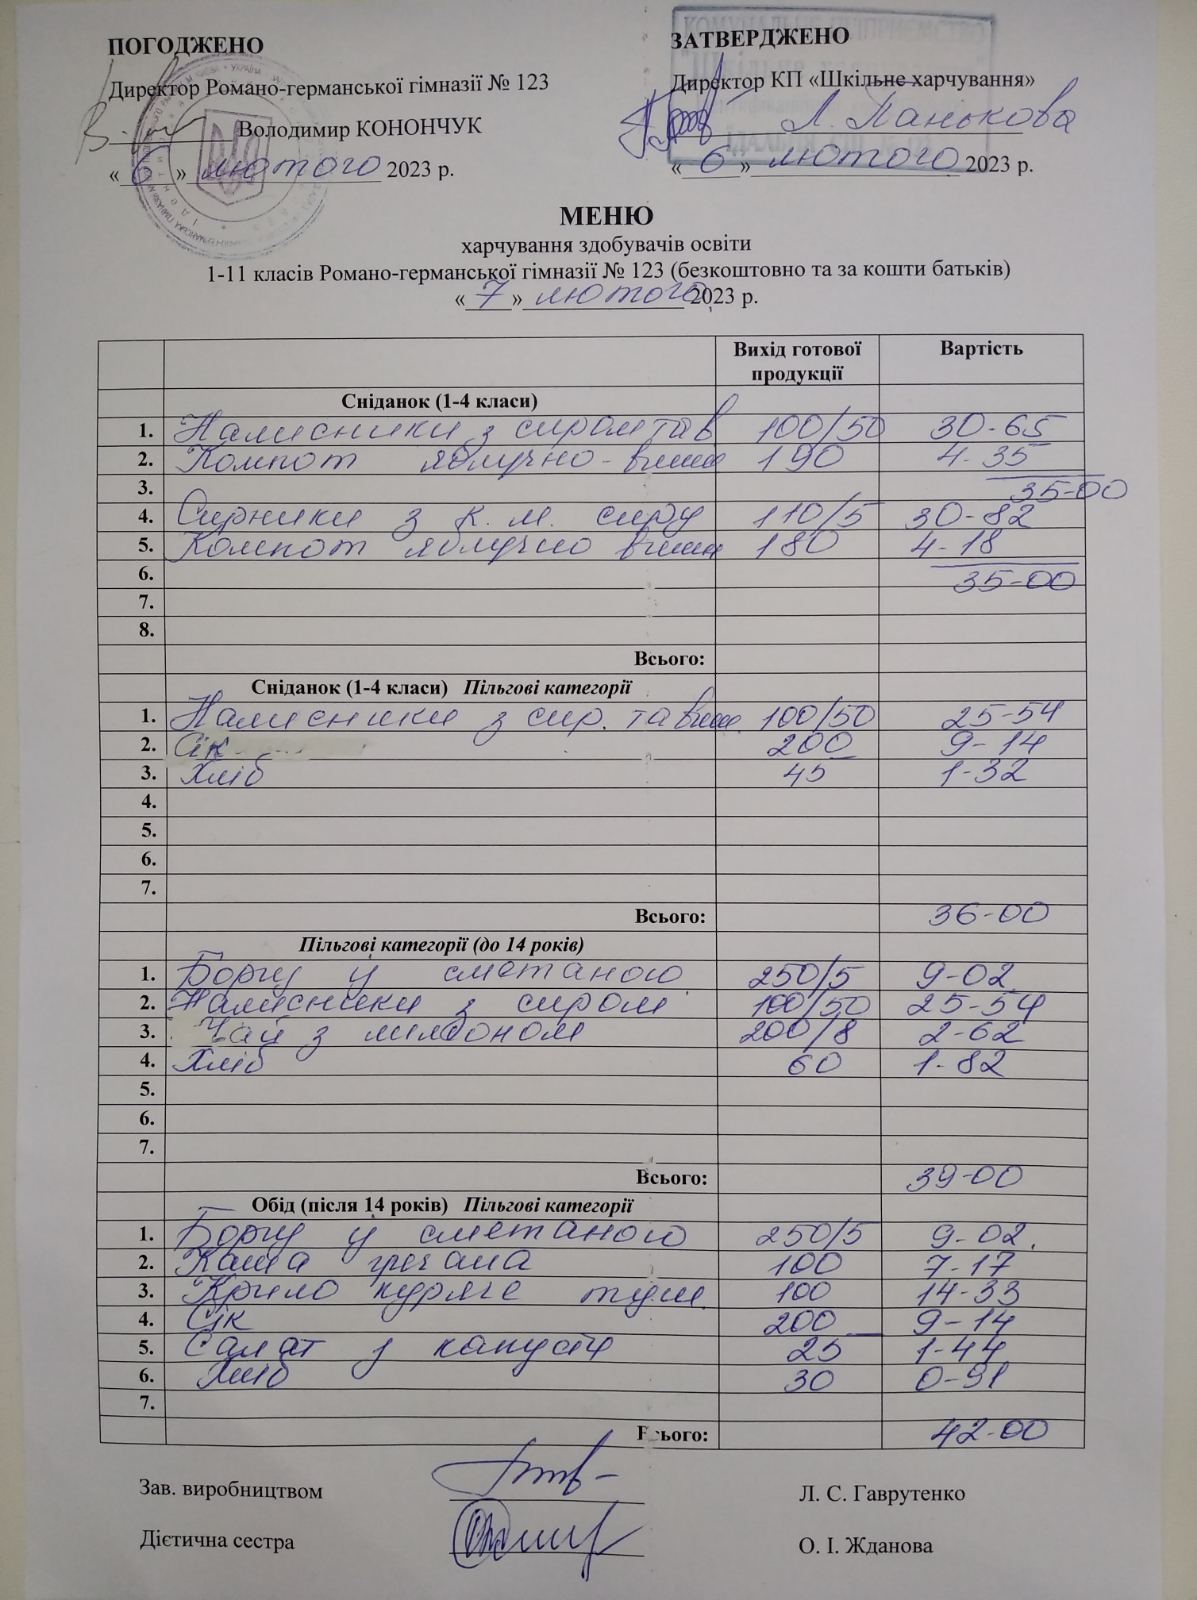 ПОГОДЖЕНО
Директор Романо-германської гімназії № 123
Володимир КОНОНЧУК
« 6 » лютого 2023 р.
КОМУНАЛЬНЕ ПІДПРИЄМСТВО
ЗАТВЕРДЖЕНО
Директор КП «Шкільне харчування»
Л. Панькова
« 6 » лютого 2023 р.
МЕНЮ
харчування здобувачів освіти
1-11 класів Романо-германської гімназії № 123 (безкоштовно та за кошти батьків)
« 7 » лютого 2023 р.
Вихід готової продукції Вартість
Сніданок (1-4 класи)
1. Налисники з сиром та в 100/50 30-65
2. Компот яблучно-вишн 190 4-35
3. 35-00
4. Сирники з к.м. сиру 110/5 30-82
5. Компот яблучно вишн 180 4-18
6. 35-00
7.
8.
Всього:
Сніданок (1-4 класи) Пільгові категорії
1. Налисники з сир. та вишн. 100/50 25-54
2. Сік 200 9-14
3. Хліб 45 1-32
4.
5.
6.
7.
Всього: 36-00
Пільгові категорії (до 14 років)
1. Борщ у сметаною 250/5 9-02
2. Налисники з сиром 100/50 25-54
3. Чай з лимоном 200/8 2-62
4. Хліб 60 1-82
5.
6.
7.
Всього: 39-00
Обід (після 14 років) Пільгові категорії
1. Борщ у сметаною 250/5 9-02.
2. Каша гречана 100 7-17
3. Крило куряче туш. 100 14-33
4. Сік 200 9-14
5. Салат з капусти 25 1-44
6. Хліб 30 0-91
7.
Всього: 42-00
Зав. виробництвом Л. С. Гаврутенко
Дієтична сестра О. І. Жданова